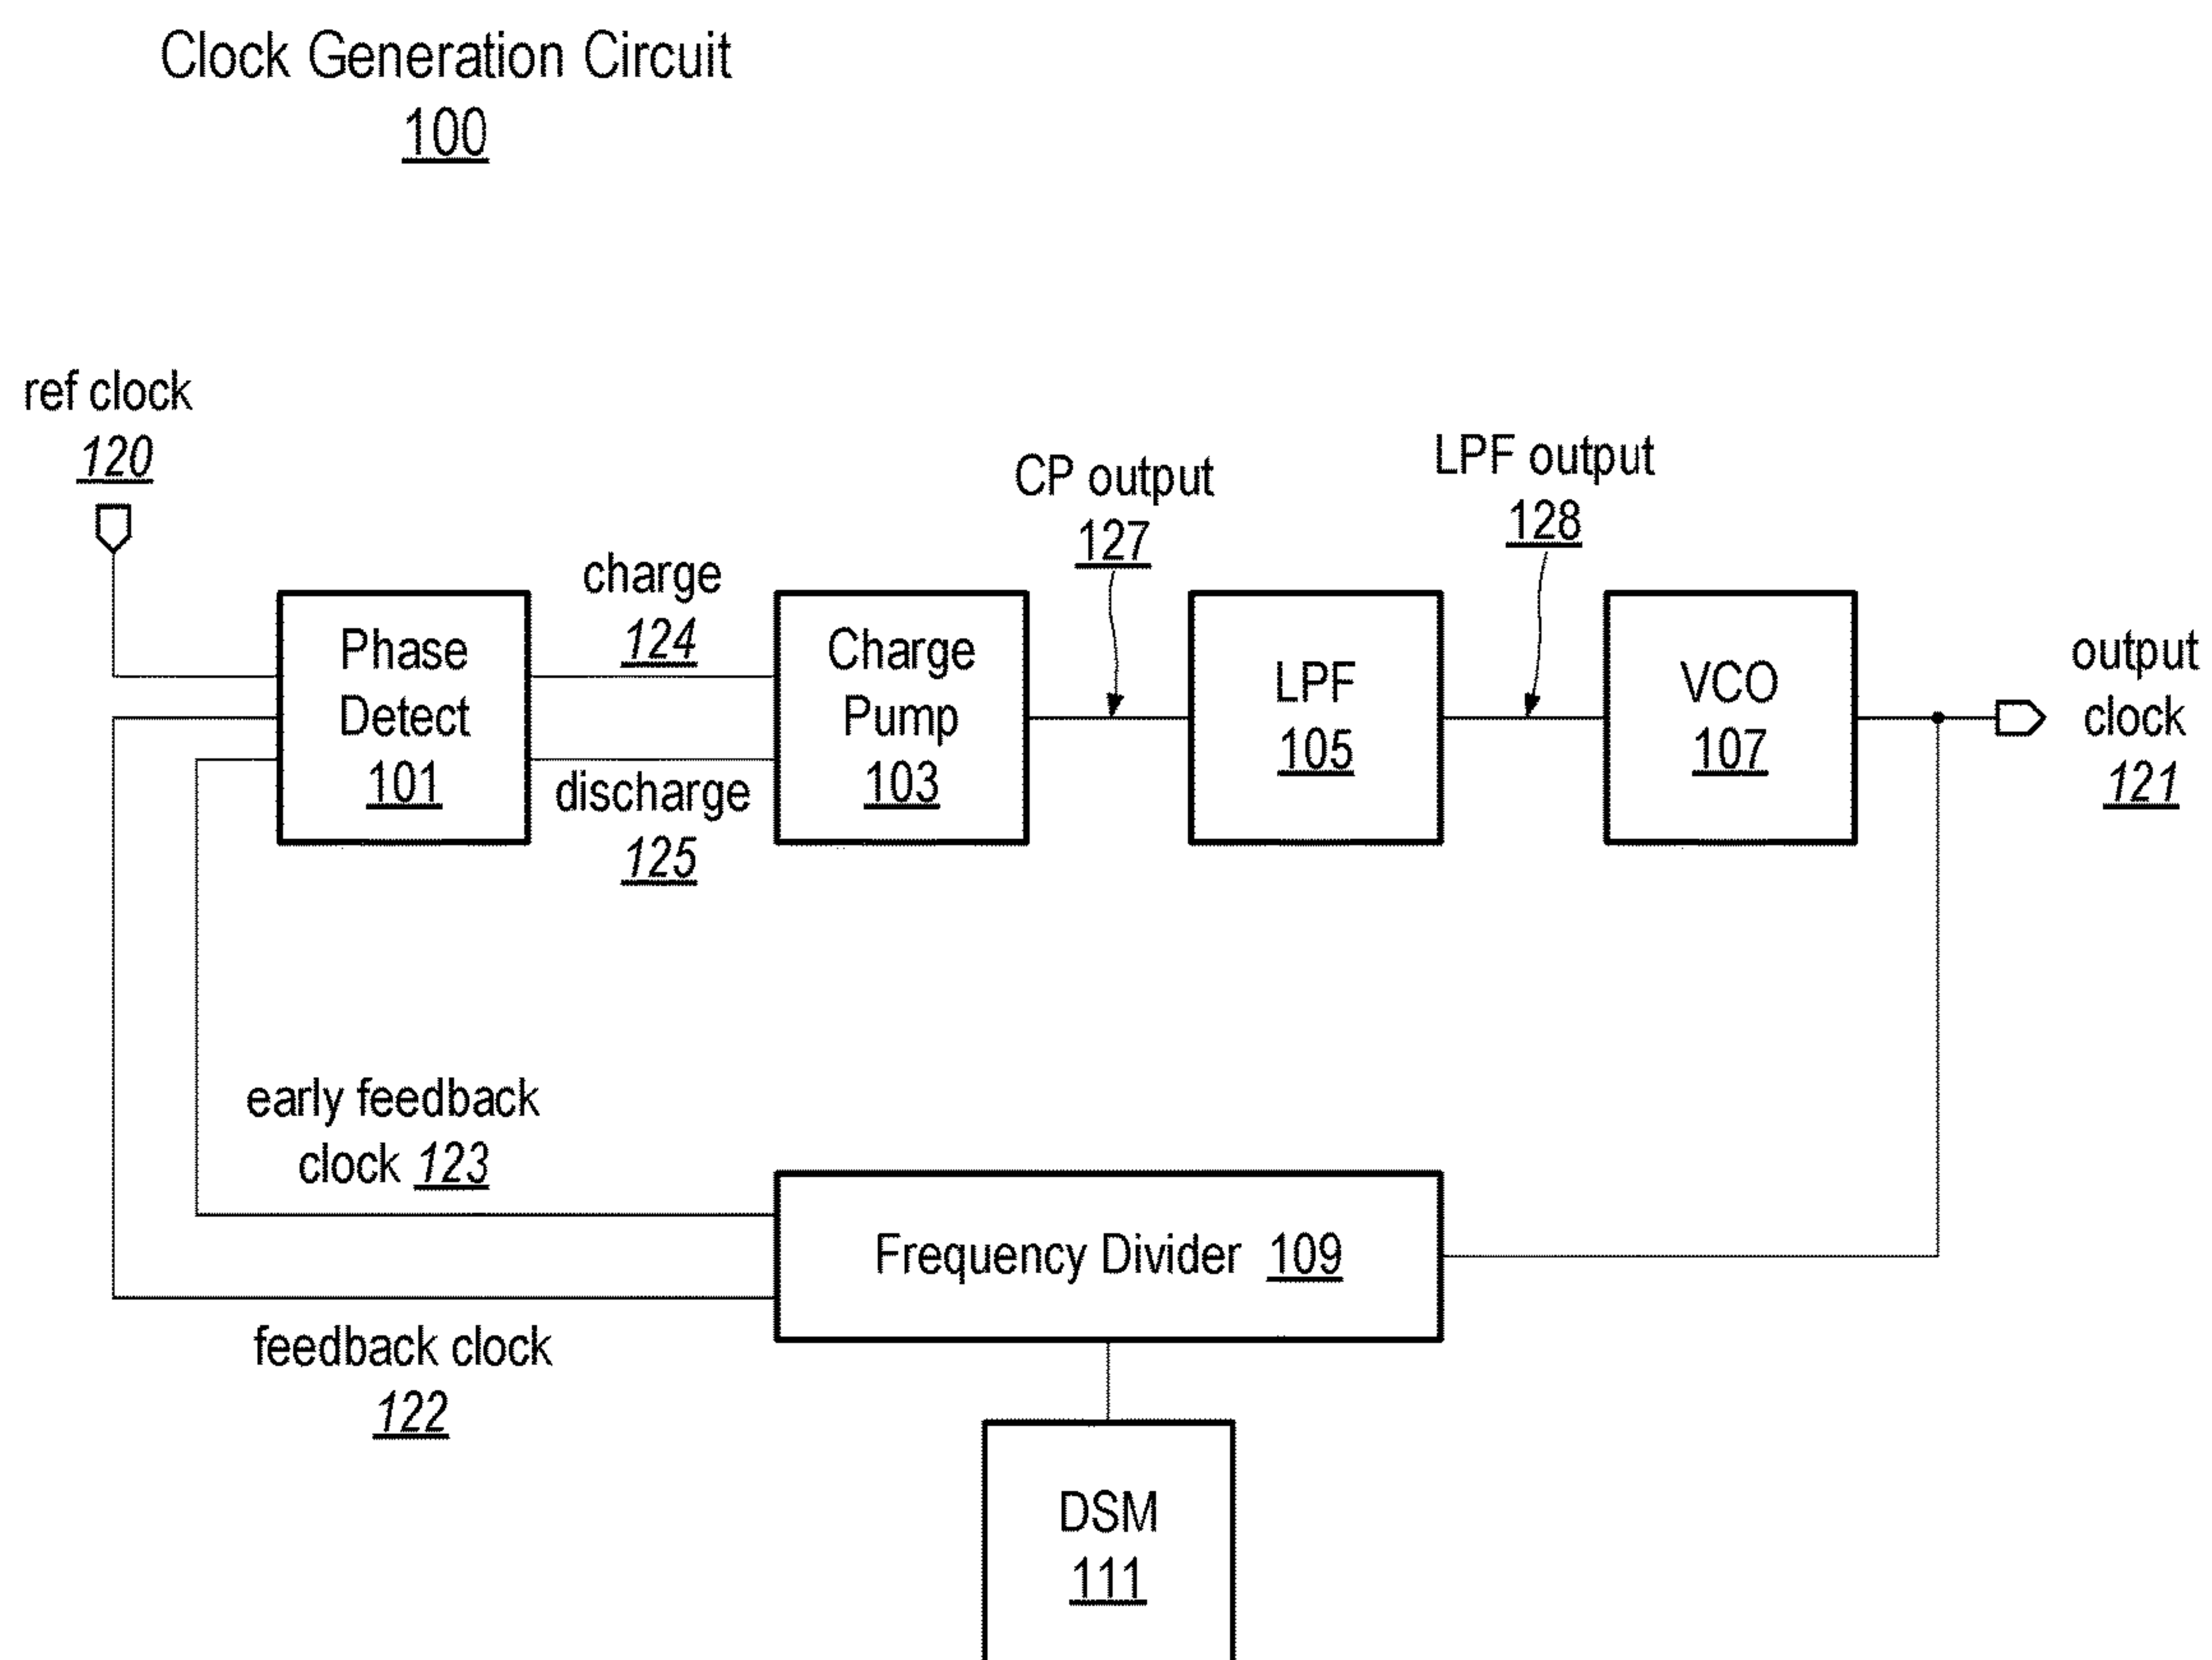 Clock Generation Circuit
100
ref clock
120
CP output
127
LPF output
128
charge
124
Phase
Detect
101
Charge
Pump
103
LPF
105
VCO
107
output
clock
121
discharge
125
early feedback
clock 123
Frequency Divider 109
feedback clock
122
DSM
111